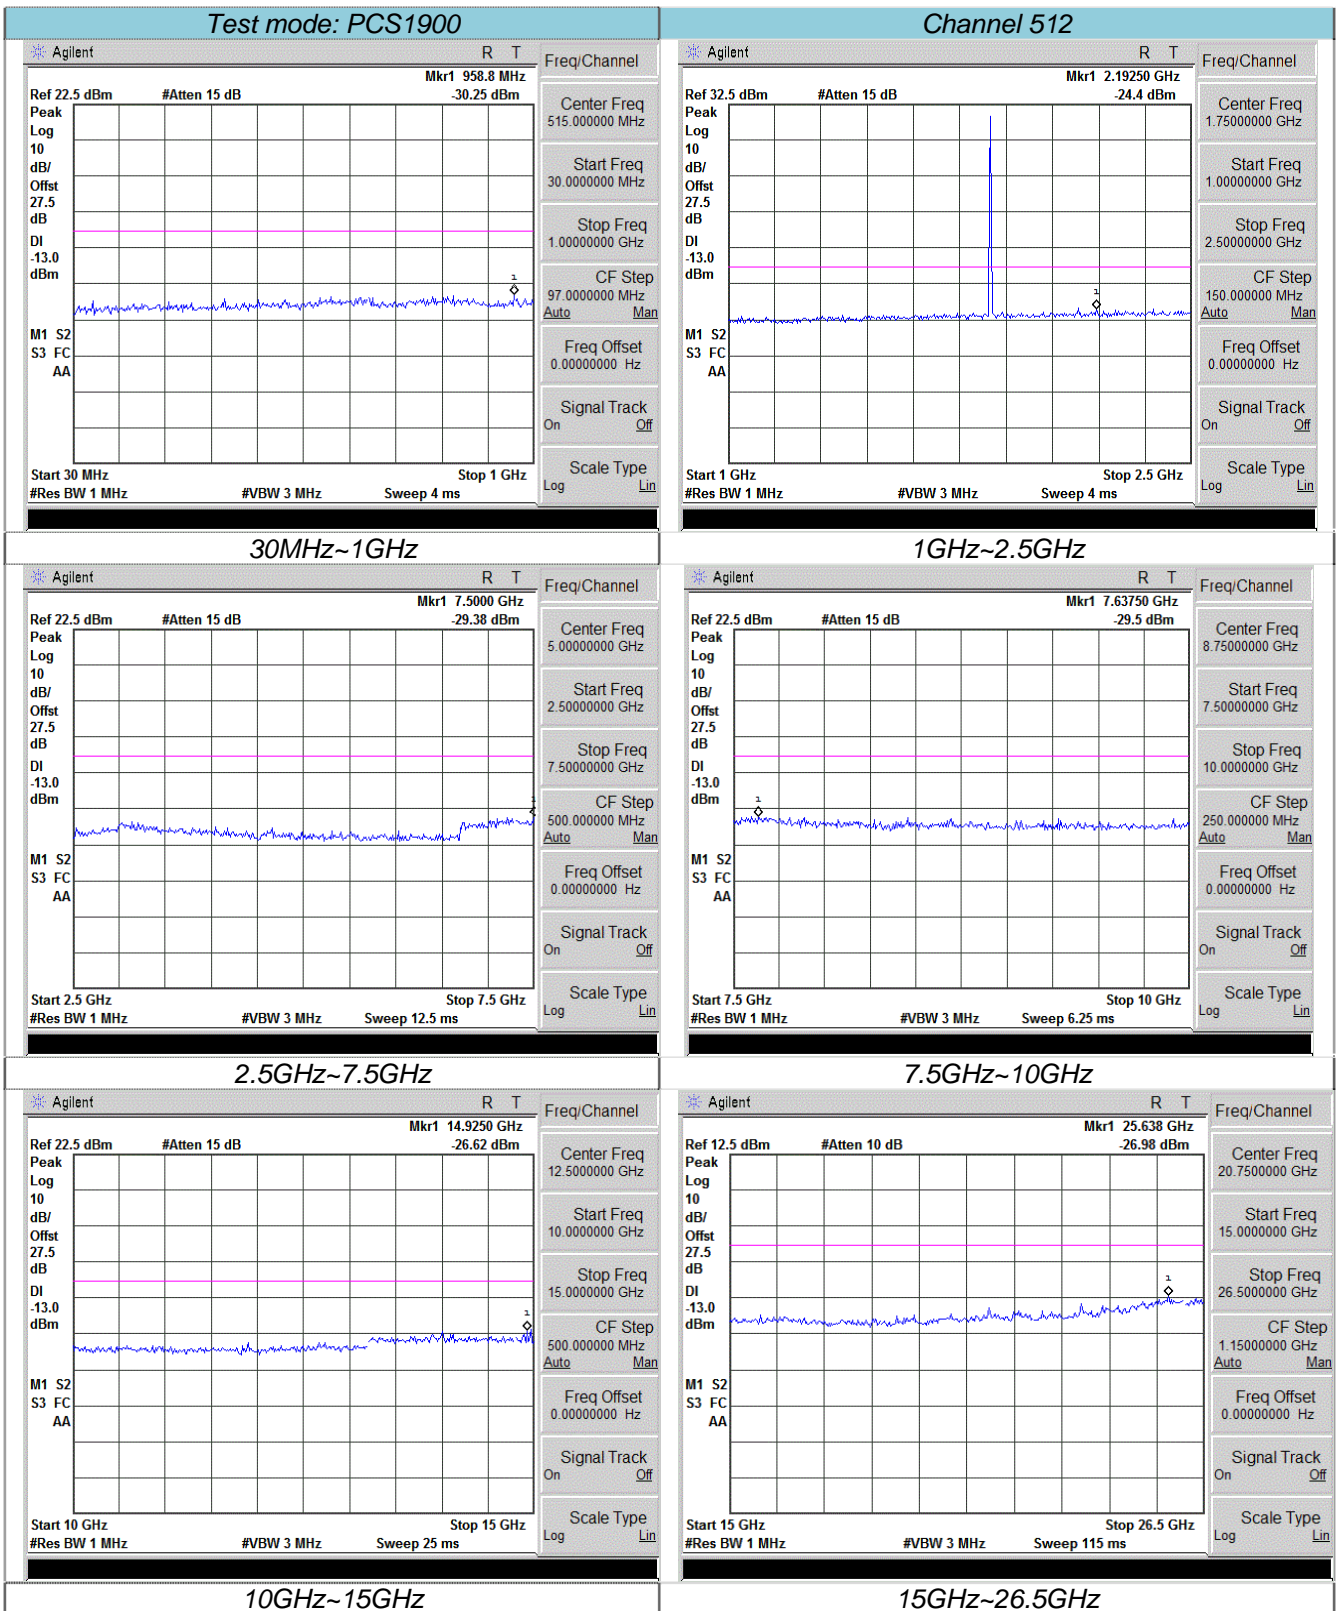 Test mode: PCS1900
Channel 512
Agilent R T
Freq/Channel
Mkr1 958.8 MHz
Ref 22.5 dBm #Atten 15 dB -30.25 dBm
Peak
Log
10
dB/
Offst
27.5
dB
DI
-13.0
dBm
1
M1 S2
S3 FC
AA
Start 30 MHz Stop 1 GHz
#Res BW 1 MHz #VBW 3 MHz Sweep 4 ms
Center Freq
515.000000 MHz
Start Freq
30.0000000 MHz
Stop Freq
1.00000000 GHz
CF Step
97.0000000 MHz
Auto Man
Freq Offset
0.00000000 Hz
Signal Track
On Off
Scale Type
Log Lin
Agilent R T
Freq/Channel
Mkr1 2.19250 GHz
Ref 32.5 dBm #Atten 15 dB -24.4 dBm
Peak
Log
10
dB/
Offst
27.5
dB
DI
-13.0
dBm
1
M1 S2
S3 FC
AA
Start 1 GHz Stop 2.5 GHz
#Res BW 1 MHz #VBW 3 MHz Sweep 4 ms
Center Freq
1.75000000 GHz
Start Freq
1.00000000 GHz
Stop Freq
2.50000000 GHz
CF Step
150.000000 MHz
Auto Man
Freq Offset
0.00000000 Hz
Signal Track
On Off
Scale Type
Log Lin
30MHz~1GHz
1GHz~2.5GHz
Agilent R T
Freq/Channel
Mkr1 7.5000 GHz
Ref 22.5 dBm #Atten 15 dB -29.38 dBm
Peak
Log
10
dB/
Offst
27.5
dB
DI
-13.0
dBm
1
M1 S2
S3 FC
AA
Start 2.5 GHz Stop 7.5 GHz
#Res BW 1 MHz #VBW 3 MHz Sweep 12.5 ms
Center Freq
5.00000000 GHz
Start Freq
2.50000000 GHz
Stop Freq
7.50000000 GHz
CF Step
500.000000 MHz
Auto Man
Freq Offset
0.00000000 Hz
Signal Track
On Off
Scale Type
Log Lin
Agilent R T
Freq/Channel
Mkr1 7.63750 GHz
Ref 22.5 dBm #Atten 15 dB -29.5 dBm
Peak
Log
10
dB/
Offst
27.5
dB
DI
-13.0
dBm
1
M1 S2
S3 FC
AA
Start 7.5 GHz Stop 10 GHz
#Res BW 1 MHz #VBW 3 MHz Sweep 6.25 ms
Center Freq
8.75000000 GHz
Start Freq
7.50000000 GHz
Stop Freq
10.0000000 GHz
CF Step
250.000000 MHz
Auto Man
Freq Offset
0.00000000 Hz
Signal Track
On Off
Scale Type
Log Lin
2.5GHz~7.5GHz
7.5GHz~10GHz
Agilent R T
Freq/Channel
Mkr1 14.9250 GHz
Ref 22.5 dBm #Atten 15 dB -26.62 dBm
Peak
Log
10
dB/
Offst
27.5
dB
DI
-13.0
dBm
1
M1 S2
S3 FC
AA
Start 10 GHz Stop 15 GHz
#Res BW 1 MHz #VBW 3 MHz Sweep 25 ms
Center Freq
12.5000000 GHz
Start Freq
10.0000000 GHz
Stop Freq
15.0000000 GHz
CF Step
500.000000 MHz
Auto Man
Freq Offset
0.00000000 Hz
Signal Track
On Off
Scale Type
Log Lin
Agilent R T
Freq/Channel
Mkr1 25.638 GHz
Ref 12.5 dBm #Atten 10 dB -26.98 dBm
Peak
Log
10
dB/
Offst
27.5
dB
DI
-13.0
dBm
1
M1 S2
S3 FC
AA
Start 15 GHz Stop 26.5 GHz
#Res BW 1 MHz #VBW 3 MHz Sweep 115 ms
Center Freq
20.7500000 GHz
Start Freq
15.0000000 GHz
Stop Freq
26.5000000 GHz
CF Step
1.15000000 GHz
Auto Man
Freq Offset
0.00000000 Hz
Signal Track
On Off
Scale Type
Log Lin
10GHz~15GHz
15GHz~26.5GHz